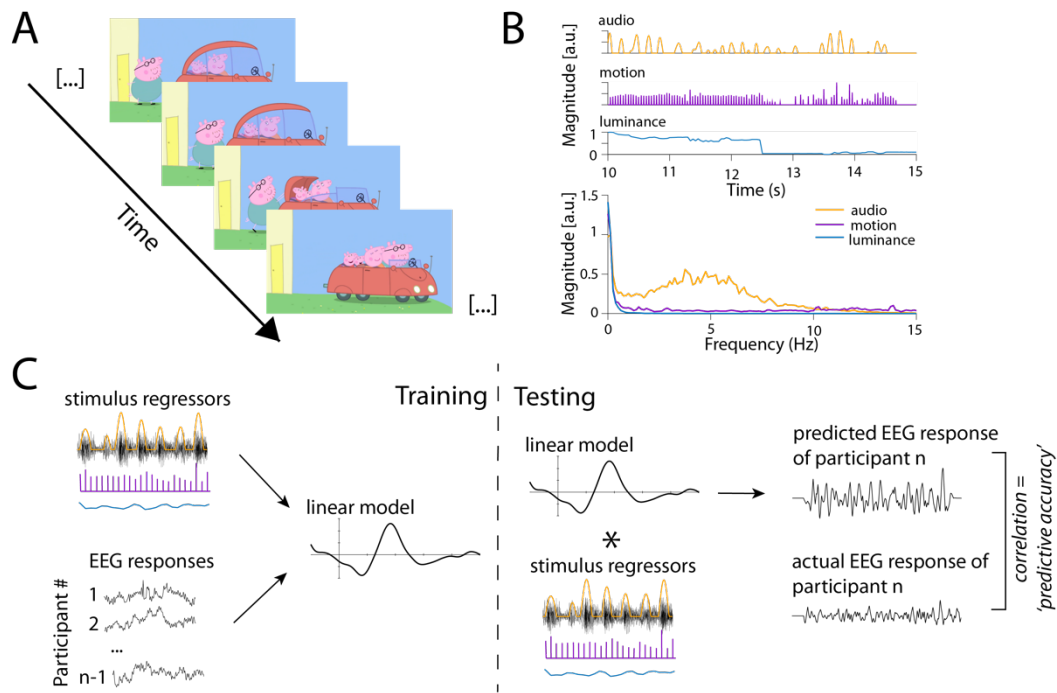 A
[...]
Time
[...]
B
audio
motion
luminance
Magnitude [a.u.]
1
0
10 11 12 13 14 15
Time (s)
1.5
1
0.5
0
Magnitude [a.u.]
audio
motion
luminance
0 5 10 15
Frequency (Hz)
C
Training
stimulus regressors
EEG responses
Participant #
1
2
...
n-1
linear model
Testing
linear model
*
stimulus regressors
predicted EEG response
of participant n
actual EEG response of
participant n
correlation =
'predictive accuracy'